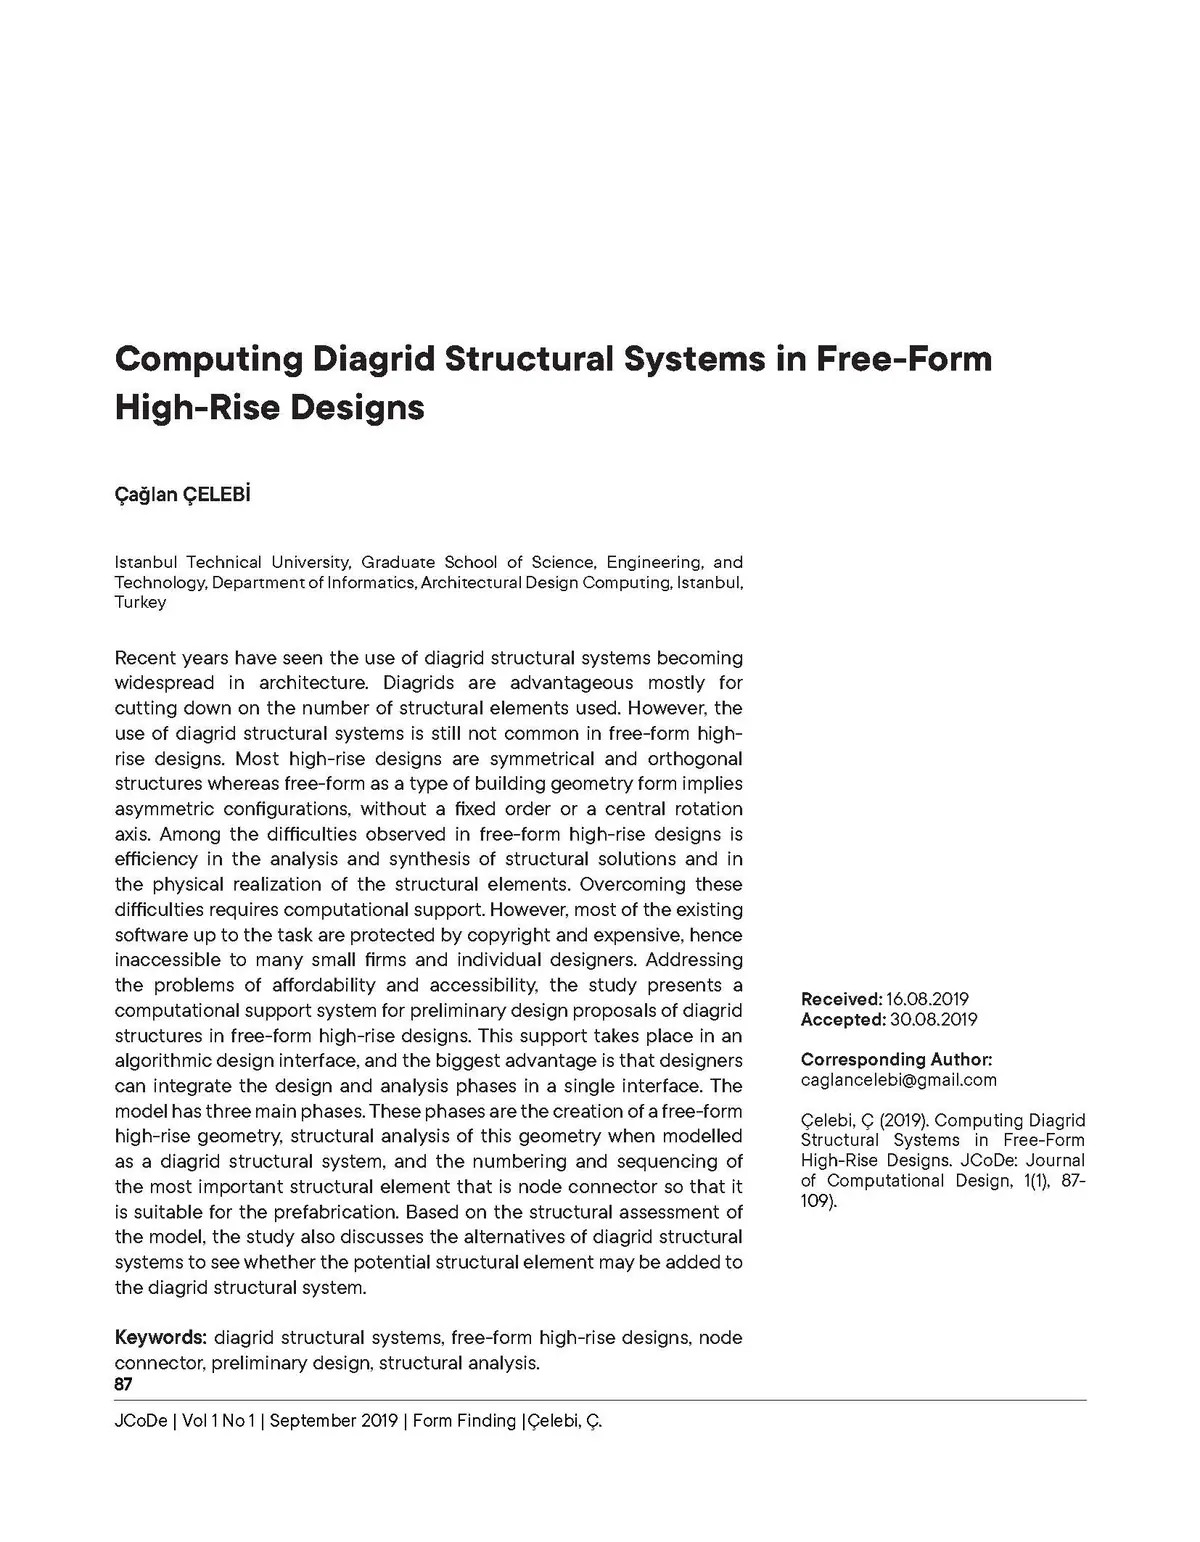 Computing Diagrid Structural Systems in Free-Form
High-Rise Designs
Çağlan ÇELEBİ
Istanbul Technical University, Graduate School of Science, Engineering, and
Technology, Department of Informatics, Architectural Design Computing, Istanbul,
Turkey
Recent years have seen the use of diagrid structural systems becoming
widespread in architecture. Diagrids are advantageous mostly for
cutting down on the number of structural elements used. However, the
use of diagrid structural systems is still not common in free-form high-
rise designs. Most high-rise designs are symmetrical and orthogonal
structures whereas free-form as a type of building geometry form implies
asymmetric configurations, without a fixed order or a central rotation
axis. Among the difficulties observed in free-form high-rise designs is
efficiency in the analysis and synthesis of structural solutions and in
the physical realization of the structural elements. Overcoming these
difficulties requires computational support. However, most of the existing
software up to the task are protected by copyright and expensive, hence
inaccessible to many small firms and individual designers. Addressing
the problems of affordability and accessibility, the study presents a
computational support system for preliminary design proposals of diagrid
structures in free-form high-rise designs. This support takes place in an
algorithmic design interface, and the biggest advantage is that designers
can integrate the design and analysis phases in a single interface. The
model has three main phases. These phases are the creation of a free-form
high-rise geometry, structural analysis of this geometry when modelled
as a diagrid structural system, and the numbering and sequencing of
the most important structural element that is node connector so that it
is suitable for the prefabrication. Based on the structural assessment of
the model, the study also discusses the alternatives of diagrid structural
systems to see whether the potential structural element may be added to
the diagrid structural system.
Keywords: diagrid structural systems, free-form high-rise designs, node
connector, preliminary design, structural analysis.
Received: 16.08.2019
Accepted: 30.08.2019
Corresponding Author:
caglancelebi@gmail.com
Çelebi, Ç (2019). Computing Diagrid
Structural Systems in Free-Form
High-Rise Designs. JCoDe: Journal
of Computational Design, 1(1), 87-
109).
87
JCoDe | Vol 1 No 1 | September 2019 | Form Finding |Çelebi, Ç.